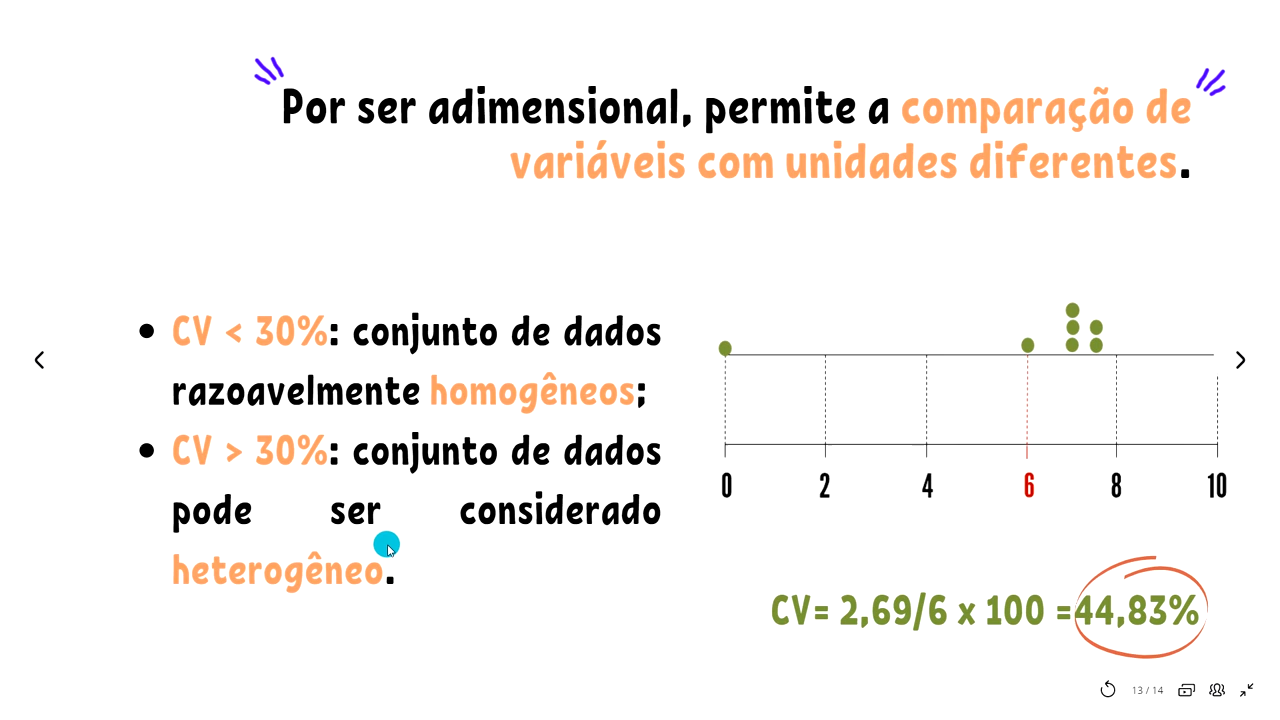 Por ser adimensional, permite a comparação de
variáveis com unidades diferentes.
• CV < 30%: conjunto de dados
razoavelmente homogêneos;
• CV > 30%: conjunto de dados
pode ser considerado
heterogêneo.
0 2 4 6 8 10
CV= 2,69/6 x 100 =44,83%
13 / 14